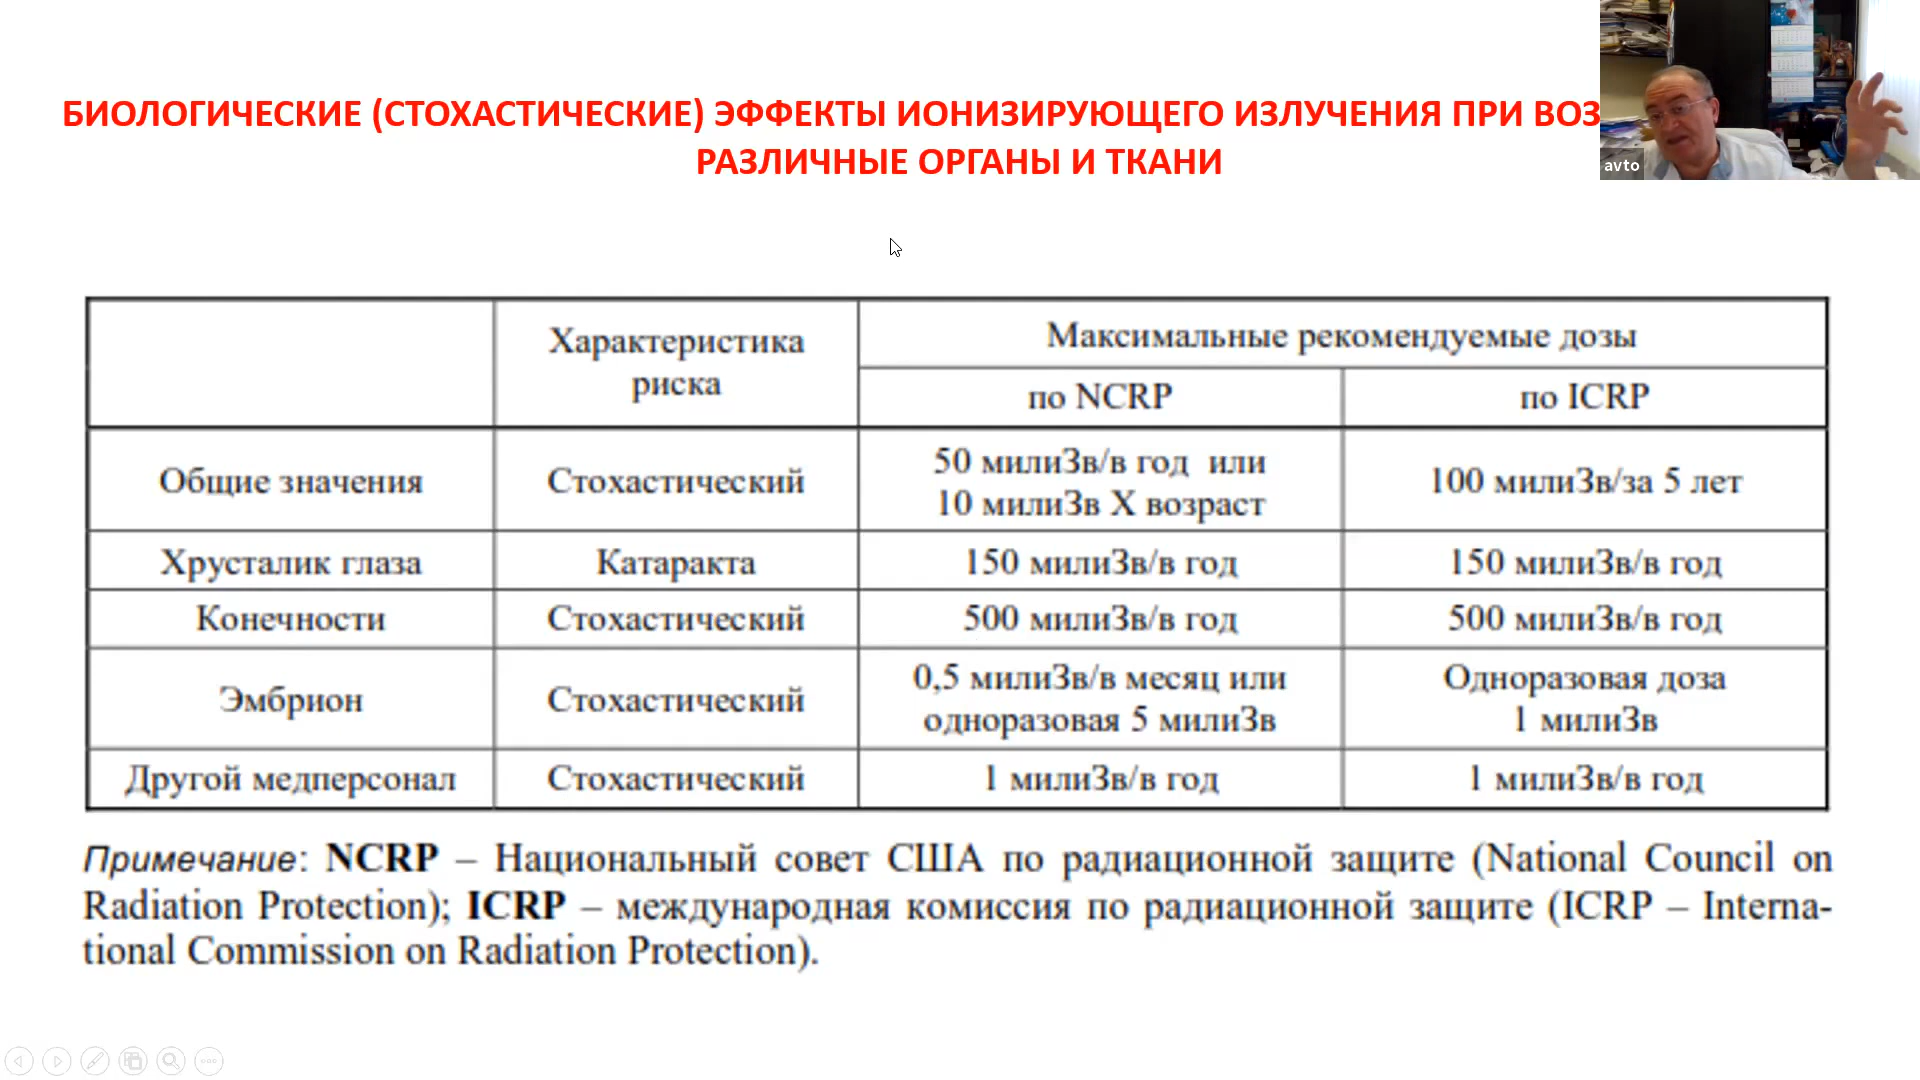 БИОЛОГИЧЕСКИЕ (СТОХАСТИЧЕСКИЕ) ЭФФЕКТЫ ИОНИЗИРУЮЩЕГО ИЗЛУЧЕНИЯ ПРИ ВОЗ
РАЗЛИЧНЫЕ ОРГАНЫ И ТКАНИ
avto
Характеристика
риска
Максимальные рекомендуемые дозы
по NCRP
по ICRP
Общие значения
Стохастический
50 милиЗв/в год или
10 милиЗв X возраст
100 милиЗв/за 5 лет
Хрусталик глаза
Катаракта
150 милиЗв/в год
150 милиЗв/в год
Конечности
Стохастический
500 милиЗв/в год
500 милиЗв/в год
Эмбрион
Стохастический
0,5 милиЗв/в месяц или
одноразовая 5 милиЗв
Одноразовая доза
1 милиЗв
Другой медперсонал
Стохастический
1 милиЗв/в год
1 милиЗв/в год
Примечание: NCRP – Национальный совет США по радиационной защите (National Council on
Radiation Protection); ICRP – международная комиссия по радиационной защите (ICRP – Interna-
tional Commission on Radiation Protection).